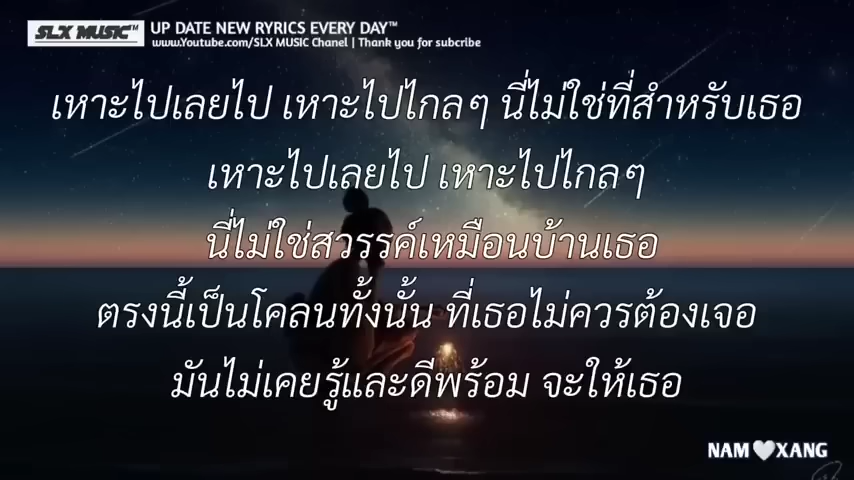 SLX MUSIC™ UP DATE NEW RYRICS EVERY DAY™
www.Youtube.com/SLX MUSIC Chanel | Thank you for subcribe
เหาะไปเลยไป เหาะไปไกลๆ นี่ไม่ใช่ที่สำหรับเธอ
เหาะไปเลยไป เหาะไปไกลๆ
นี่ไม่ใช่สวรรค์เหมือนบ้านเธอ
ตรงนี้เป็นโคลนทั้งนั้น ที่เธอไม่ควรต้องเจอ
มันไม่เคยรู้และดีพร้อม จะให้เธอ
NAM🤍XANG